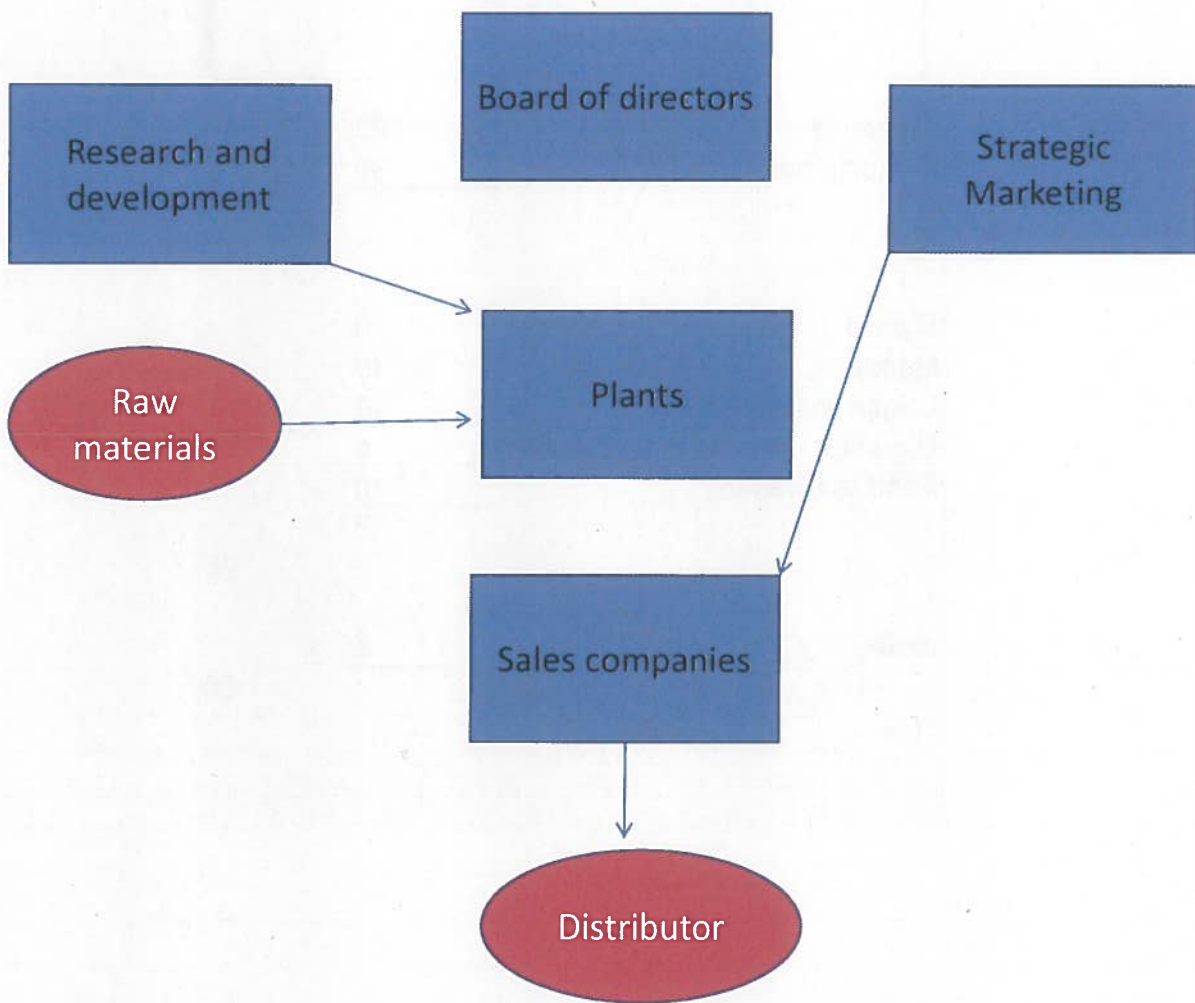 Board of directors
Research and
development
Strategic
Marketing
Plants
Raw
materials
Sales companies
Distributor